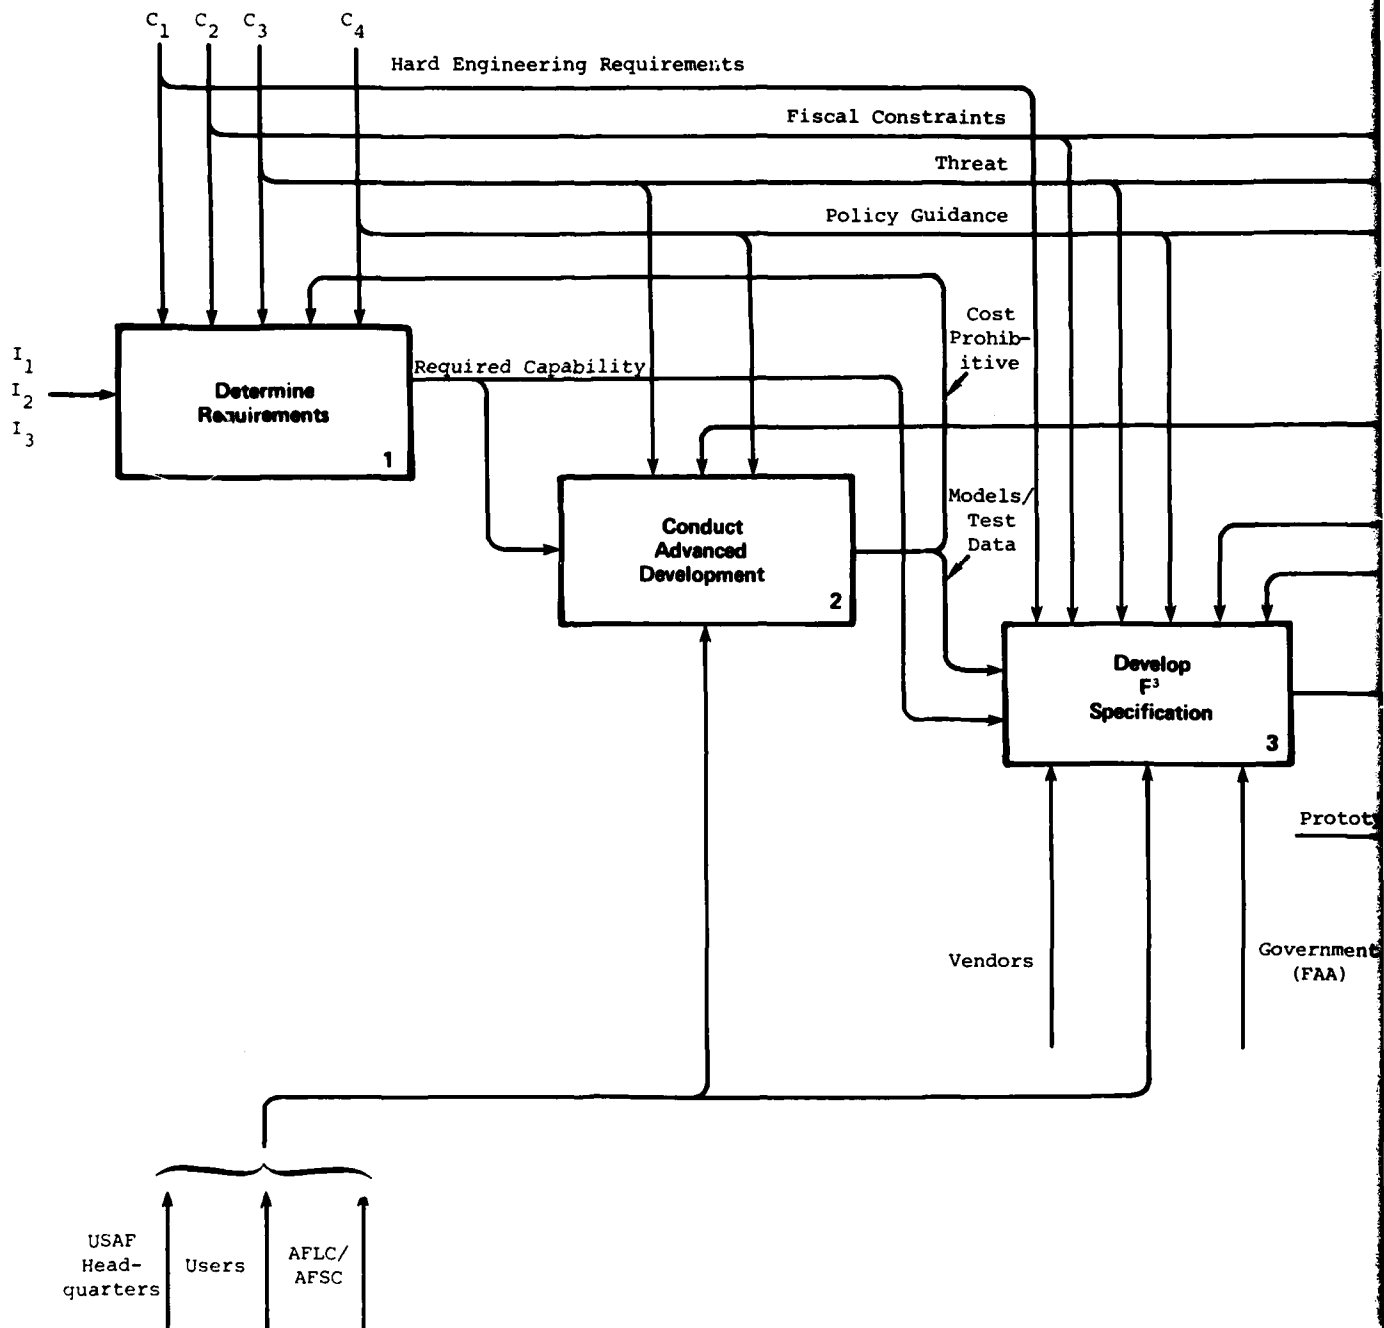 C1 C2 C3 C4
Hard Engineering Requirements
Fiscal Constraints
Threat
Policy Guidance
Cost
Prohib-
itive
I1
I2
I3
Required Capability
Determine
Requirements
1
Models/
Test
Data
Conduct
Advanced
Development
2
Develop
F³
Specification
3
Prototy
Vendors
Government
(FAA)
USAF
Head-
quarters
Users
AFLC/
AFSC